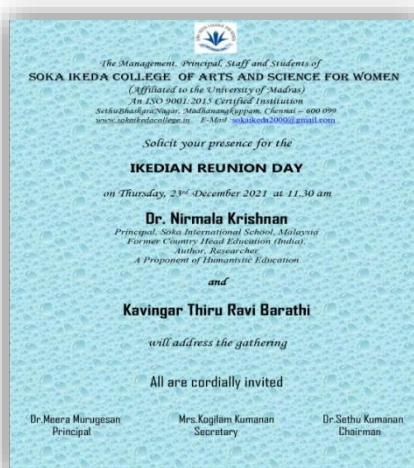 The Management, Principal, Staff and Students of
SOKA IKEDA COLLEGE OF ARTS AND SCIENCE FOR WOMEN
(Affiliated to the University of Madras)
An ISO 9001:2015 Certified Institution
SethuBhaskaraNagar, Madhanangkuppam, Chennai – 600 099
www.sokaikedacollege.in E-Mail: sokaikeda2000@gmail.com
Solicit your presence for the
IKEDIAN REUNION DAY
on Thursday, 23rd December 2021 at 11.30 am
Dr. Nirmala Krishnan
Principal, Soka International School, Malaysia
Former Country Head Education (India),
Author, Researcher
A Proponent of Humanistic Education
and
Kavingar Thiru Ravi Barathi
will address the gathering
All are cordially invited
Dr.Meera Murugesan Mrs.Kogilam Kumanan Dr.Sethu Kumanan
Principal Secretary Chairman